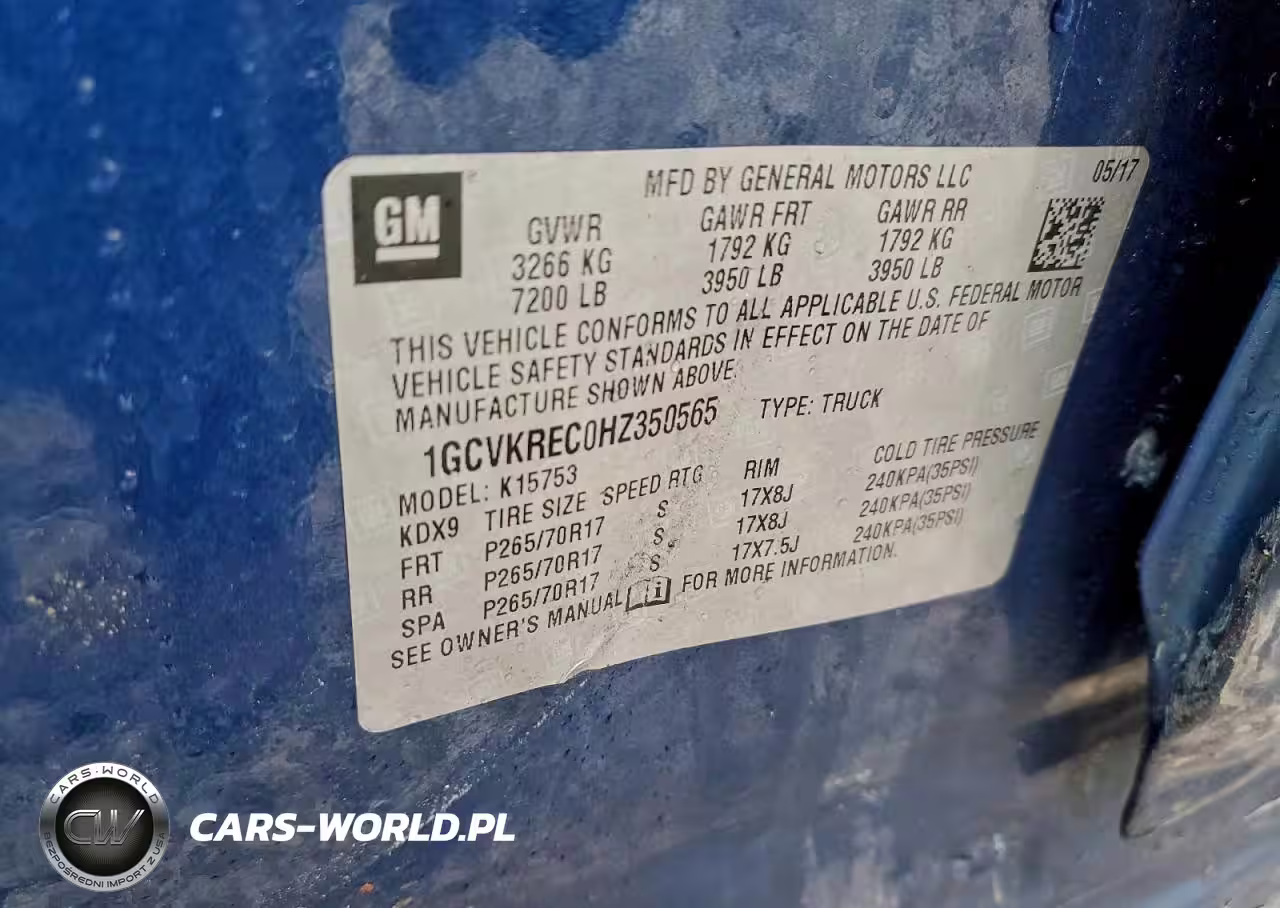 GM
MFD BY GENERAL MOTORS LLC
05/17
GVWR GAWR FRT GAWR RR
3266 KG 1792 KG 1792 KG
7200 LB 3950 LB 3950 LB
THIS VEHICLE CONFORMS TO ALL APPLICABLE U.S. FEDERAL MOTOR
VEHICLE SAFETY STANDARDS IN EFFECT ON THE DATE OF
MANUFACTURE SHOWN ABOVE.
1GCVKREC0HZ350565 TYPE: TRUCK
MODEL: K15753
KDX9 TIRE SIZE SPEED RTG RIM COLD TIRE PRESSURE
FRT P265/70R17 S 17X8J 240KPA(35PSI)
RR P265/70R17 S 17X8J 240KPA(35PSI)
SPA P265/70R17 S 17X7.5J 240KPA(35PSI)
SEE OWNER'S MANUAL FOR MORE INFORMATION.
CARS-WORLD
CW
BEZPOŚREDNI IMPORT Z USA
CARS-WORLD.PL